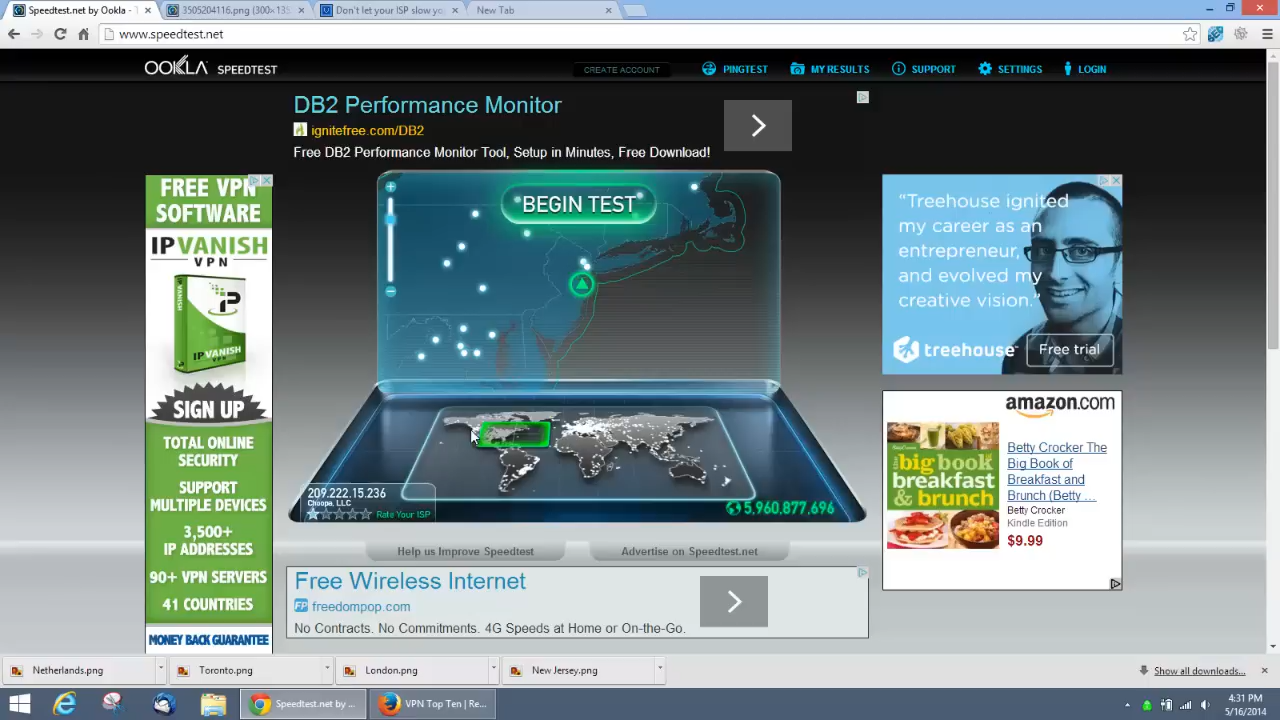 Speedtest.net by Ookla - T
3505204116.png (300×135
Don't let your ISP slow yo
New Tab
www.speedtest.net
OOKLA SPEEDTEST
CREATE ACCOUNT
PINGTEST
MY RESULTS
SUPPORT
SETTINGS
LOGIN
DB2 Performance Monitor
ignitefree.com/DB2
Free DB2 Performance Monitor Tool, Setup in Minutes, Free Download!
FREE VPN
SOFTWARE
IPVANISH
VPN
IPVANISH
SIGN UP
TOTAL ONLINE
SECURITY
SUPPORT
MULTIPLE DEVICES
3,500+
IP ADDRESSES
90+ VPN SERVERS
41 COUNTRIES
MONEY BACK GUARANTEE
BEGIN TEST
209.222.15.236
Choopa, LLC
Rate Your ISP
5,960,877,696
Help us Improve Speedtest
Advertise on Speedtest.net
Free Wireless Internet
FP freedompop.com
No Contracts. No Commitments. 4G Speeds at Home or On-the-Go.
“Treehouse ignited
my career as an
entrepreneur,
and evolved my
creative vision.”
treehouse™
Free trial
amazon.com
the
big book
of
breakfast
and
brunch
Betty Crocker The
Big Book of
Breakfast and
Brunch (Betty ...
Betty Crocker
Kindle Edition
$9.99
Netherlands.png
Toronto.png
London.png
New Jersey.png
Show all downloads...
Speedtest.net by ...
VPN Top Ten | Re...
4:31 PM
5/16/2014